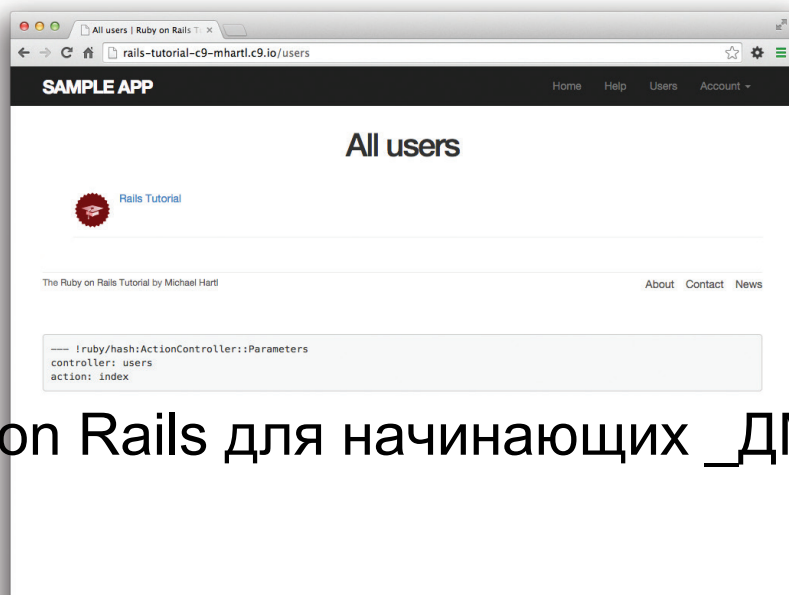 All users | Ruby on Rails T
rails-tutorial-c9-mhartl.c9.io/users
SAMPLE APP
Home Help Users Account
All users
Rails Tutorial
The Ruby on Rails Tutorial by Michael Hartl
About Contact News
--- !ruby/hash:ActionController::Parameters
controller: users
action: index
on Rails для начинающих _Д